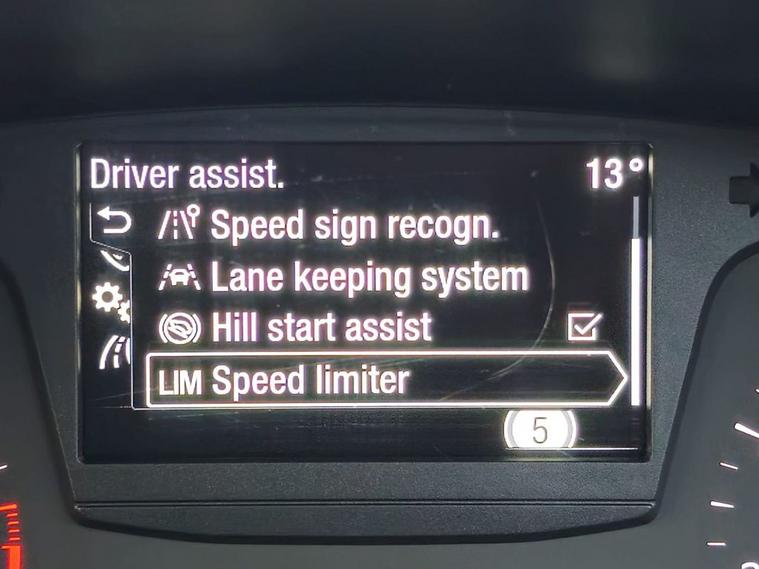 Driver assist. 13°
Speed sign recogn.
Lane keeping system
Hill start assist
LIM Speed limiter
5